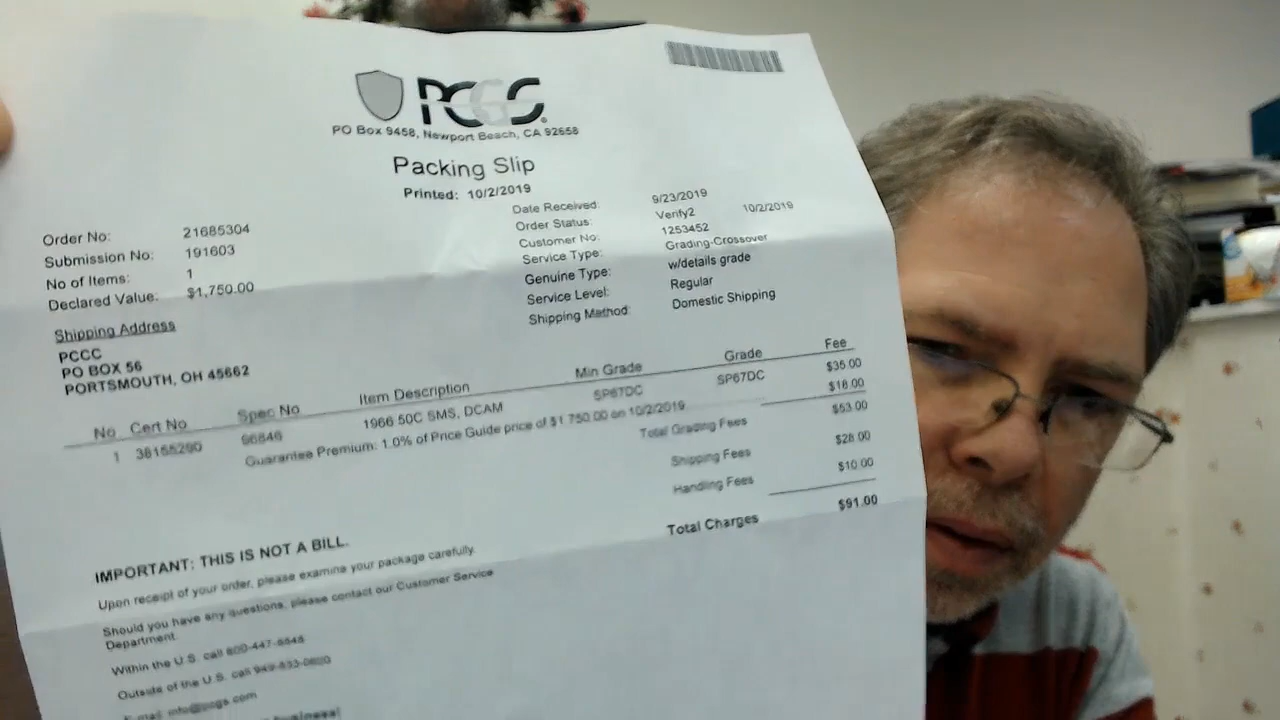 PCGS
PO Box 9458, Newport Beach, CA 92658
Packing Slip
Printed: 10/2/2019
Order No: 21685304
Submission No: 191603
No of Items: 1
Declared Value: $1,750.00
Date Received: 9/23/2019
Order Status: Verify2 10/2/2019
Customer No: 1253452
Service Type: Grading-Crossover
Genuine Type: w/details grade
Service Level: Regular
Shipping Method: Domestic Shipping
Shipping Address
PCCC
PO BOX 56
PORTSMOUTH, OH 45662
No Cert No Spec No Item Description Min Grade Grade Fee
1 38155290 96846 1966 50C SMS, DCAM SP67DC SP67DC $35.00
Guarantee Premium: 1.0% of Price Guide price of $1 750.00 on 10/2/2019 $18.00
Total Grading Fees $53.00
Shipping Fees $28.00
Handling Fees $10.00
Total Charges $91.00
IMPORTANT: THIS IS NOT A BILL.
Upon receipt of your order, please examine your package carefully.
Should you have any questions, please contact our Customer Service
Department.
Within the U.S. call
Outside of the U.S. call
E-mail: info@pcgs.com